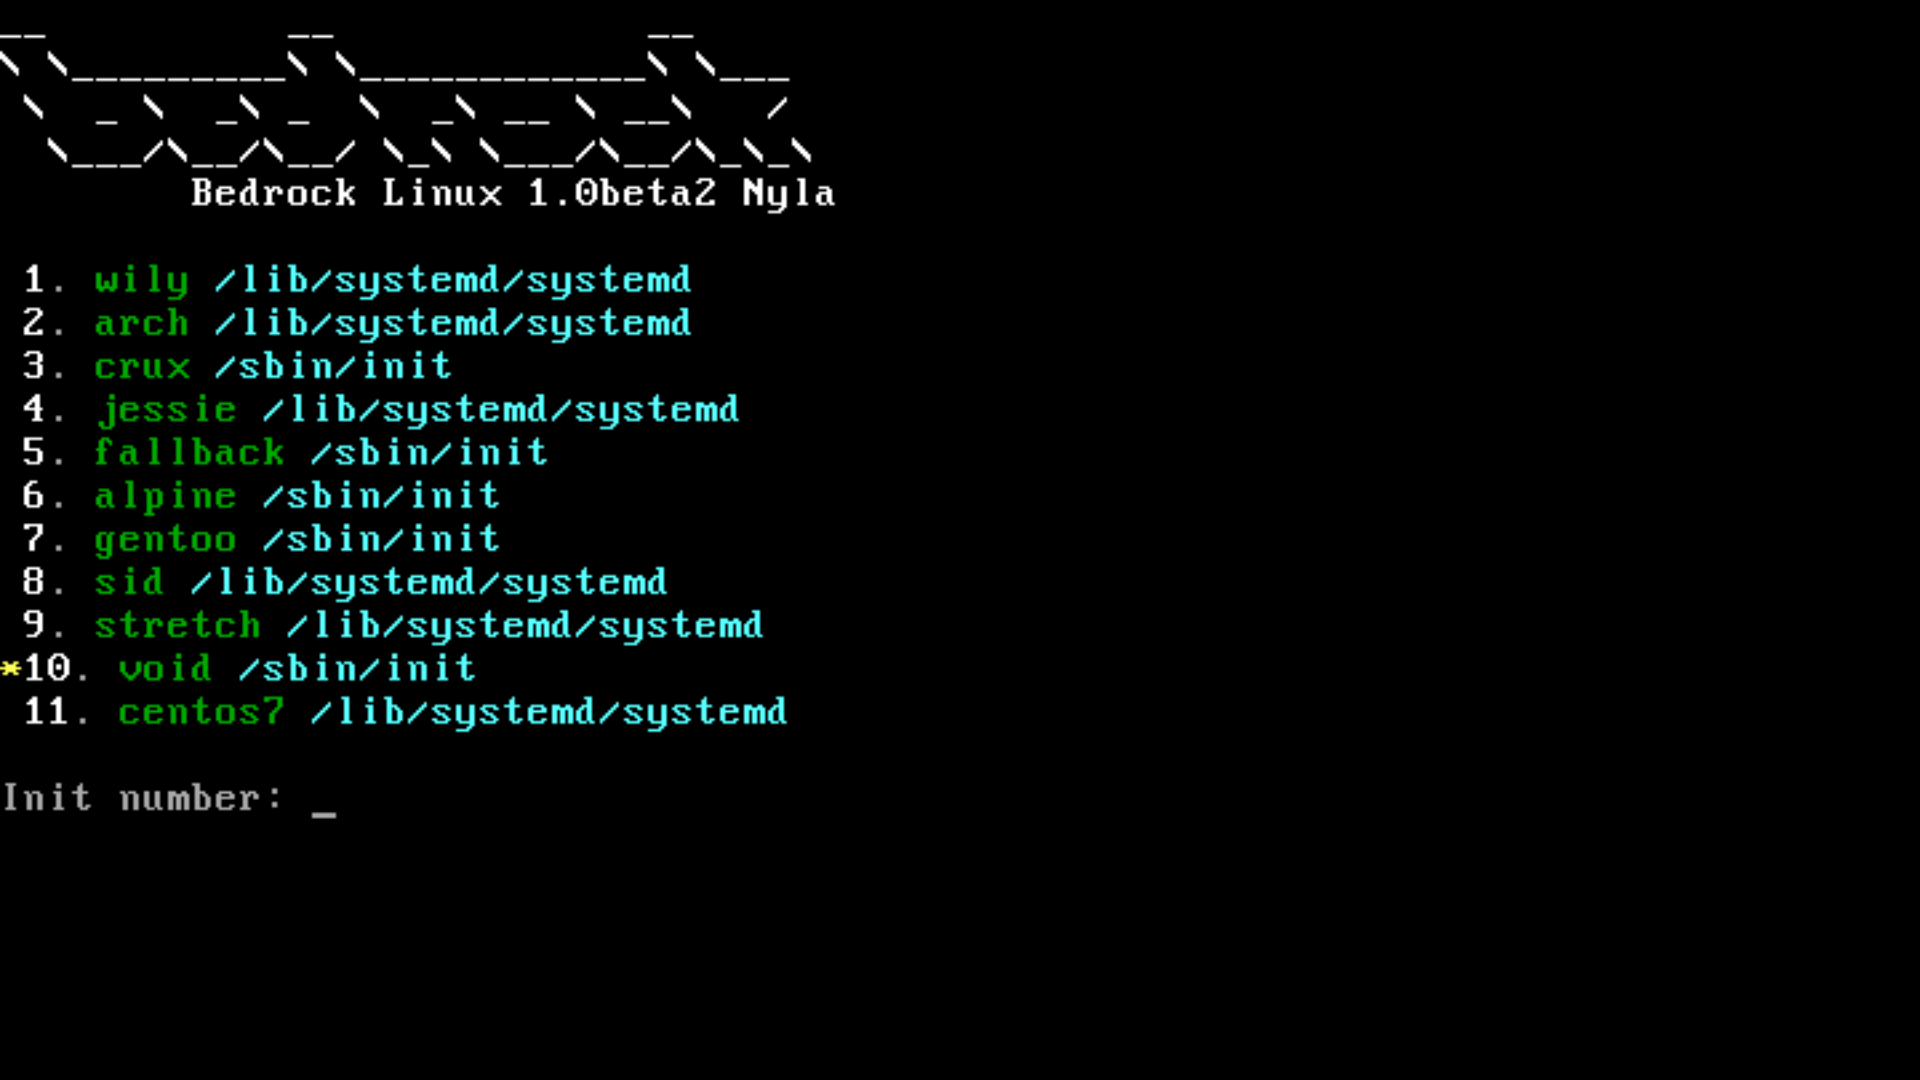 Bedrock Linux 1.0beta2 Nyla
1. wily /lib/systemd/systemd
2. arch /lib/systemd/systemd
3. crux /sbin/init
4. jessie /lib/systemd/systemd
5. fallback /sbin/init
6. alpine /sbin/init
7. gentoo /sbin/init
8. sid /lib/systemd/systemd
9. stretch /lib/systemd/systemd
*10. void /sbin/init
11. centos7 /lib/systemd/systemd
Init number: _